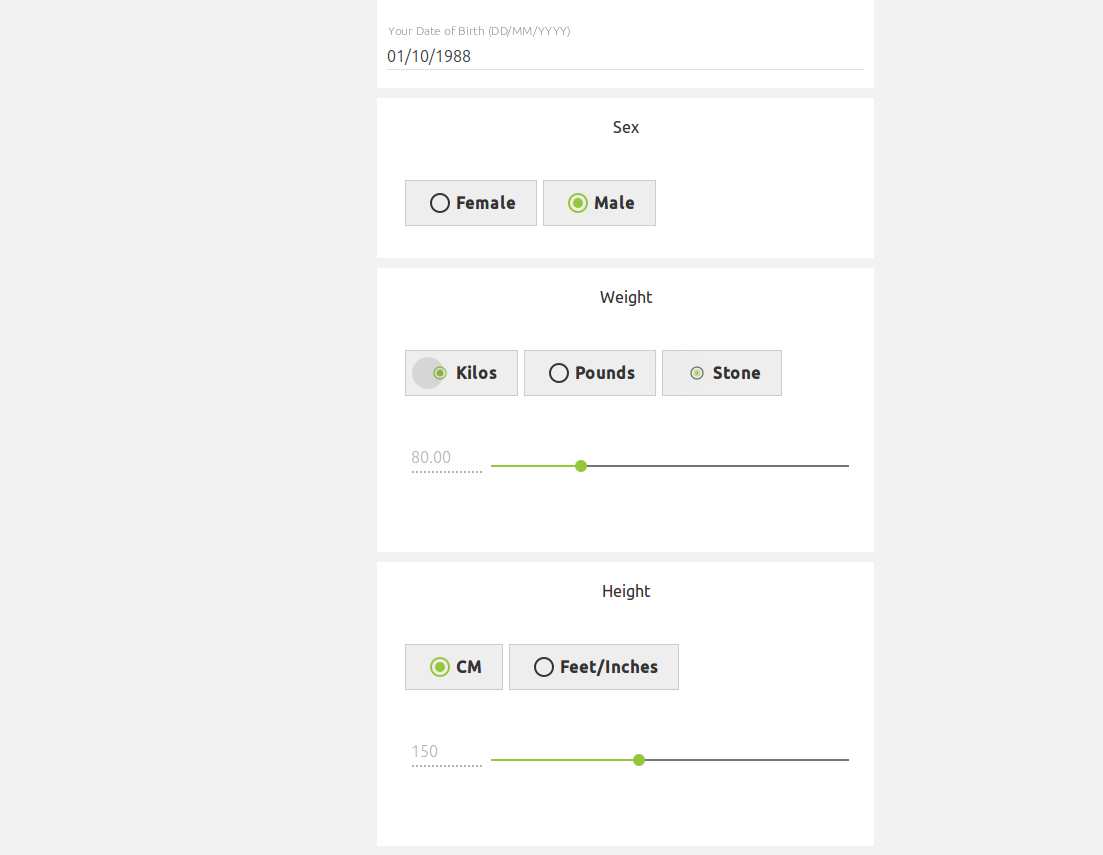 Your Date of Birth (DD/MM/YYYY)
01/10/1988
Sex
Female Male
Weight
Kilos Pounds Stone
80.00
Height
CM Feet/Inches
150